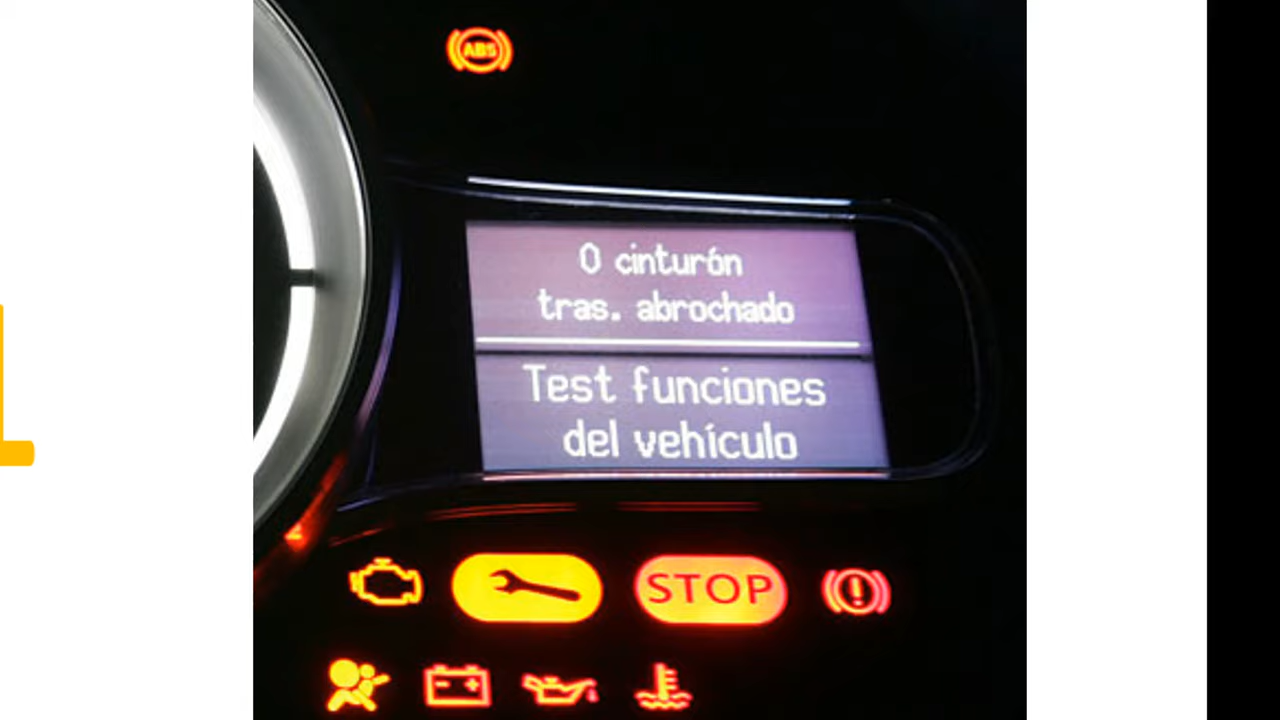 ABS
0 cinturón
tras. abrochado
Test funciones
del vehículo
STOP